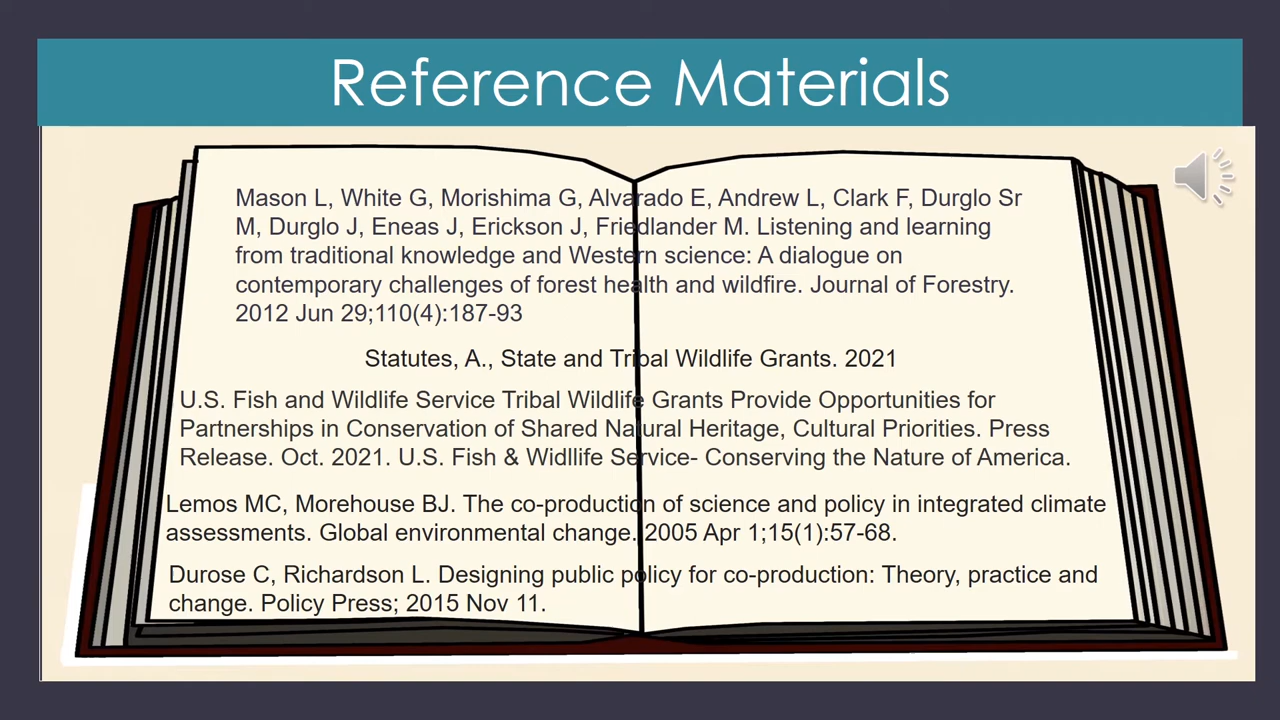 Reference Materials
Mason L, White G, Morishima G, Alvarado E, Andrew L, Clark F, Durglo Sr
M, Durglo J, Eneas J, Erickson J, Friedlander M. Listening and learning
from traditional knowledge and Western science: A dialogue on
contemporary challenges of forest health and wildfire. Journal of Forestry.
2012 Jun 29;110(4):187-93
Statutes, A., State and Tribal Wildlife Grants. 2021
U.S. Fish and Wildlife Service Tribal Wildlife Grants Provide Opportunities for
Partnerships in Conservation of Shared Natural Heritage, Cultural Priorities. Press
Release. Oct. 2021. U.S. Fish & Widllife Service- Conserving the Nature of America.
Lemos MC, Morehouse BJ. The co-production of science and policy in integrated climate
assessments. Global environmental change. 2005 Apr 1;15(1):57-68.
Durose C, Richardson L. Designing public policy for co-production: Theory, practice and
change. Policy Press; 2015 Nov 11.